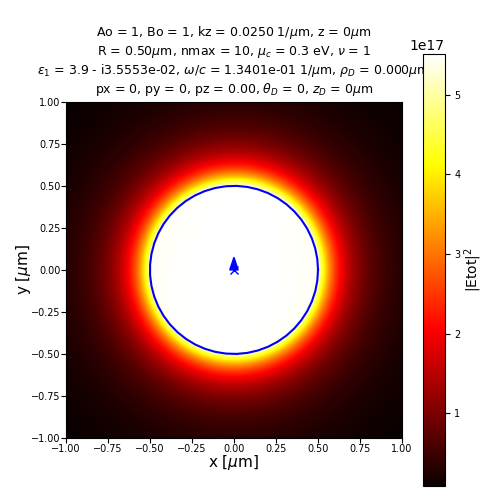 Ao = 1, Bo = 1, kz = 0.0250 1/μm, z = 0μm
R = 0.50μm, nmax = 10, μc = 0.3 eV, ν = 1
ε1 = 3.9 - i3.5553e-02, ω/c = 1.3401e-01 1/μm, ρD = 0.000μm
px = 0, py = 0, pz = 0.00, θD = 0, zD = 0μm
1e17
1.00
0.75
0.50
0.25
0.00
−0.25
−0.50
−0.75
−1.00
y [μm]
−1.00 −0.75 −0.50 −0.25 0.00 0.25 0.50 0.75 1.00
x [μm]
5
4
3
2
1
|Etot|²